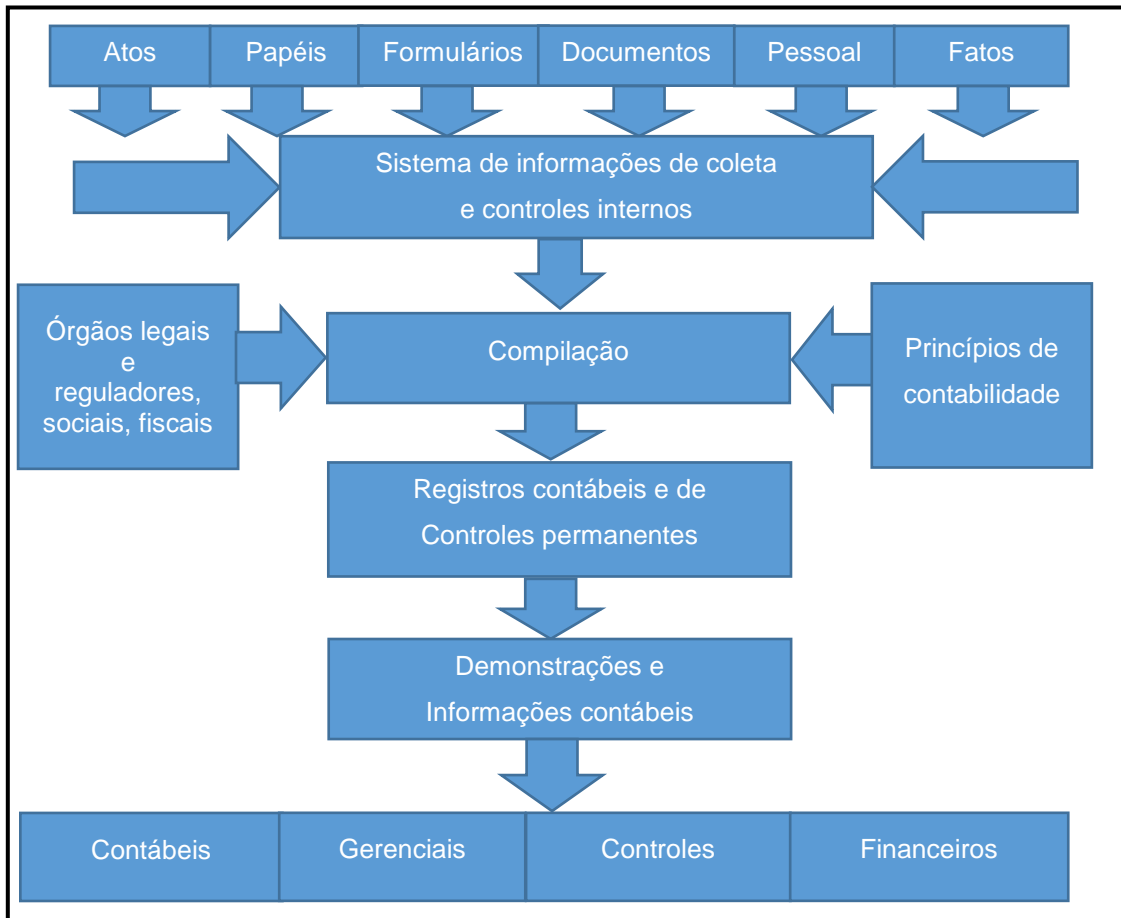 Atos
Papéis
Formulários
Documentos
Pessoal
Fatos
Sistema de informações de coleta
e controles internos
Órgãos legais
e
reguladores,
sociais, fiscais
Compilação
Princípios de
contabilidade
Registros contábeis e de
Controles permanentes
Demonstrações e
Informações contábeis
Contábeis
Gerenciais
Controles
Financeiros